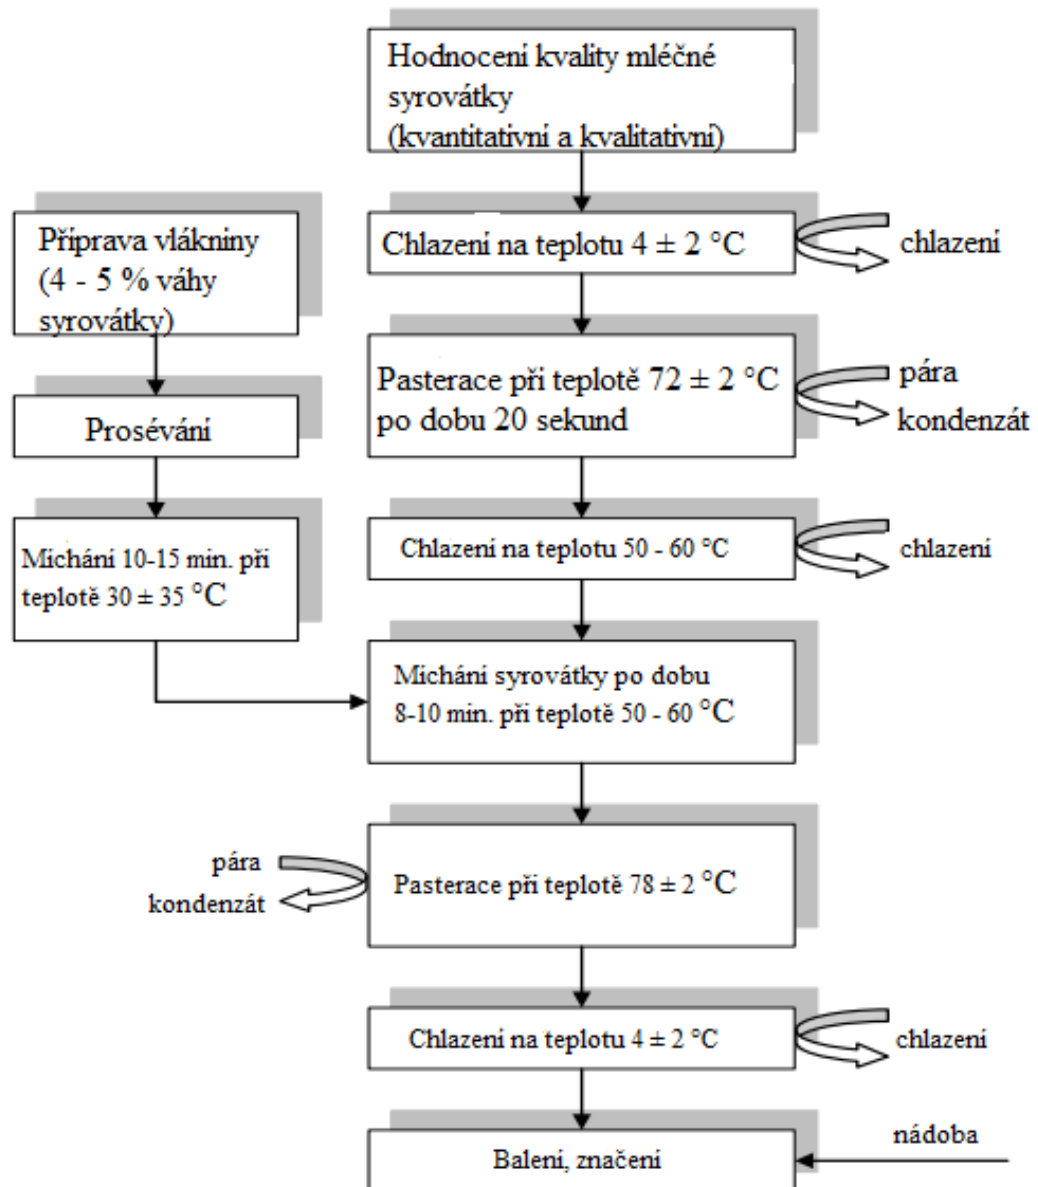 Hodnocení kvality mléčné
syrovátky
(kvantitativní a kvalitativní)
Chlazení na teplotu 4 ± 2 °C
chlazení
Příprava vlákniny
(4 - 5 % váhy
syrovátky)
Pasterace při teplotě 72 ± 2 °C
po dobu 20 sekund
pára
kondenzát
Prosévání
Míchání 10-15 min. při
teplotě 30 ± 35 °C
Chlazení na teplotu 50 - 60 °C
chlazení
Míchání syrovátky po dobu
8-10 min. při teplotě 50 - 60 °C
pára
kondenzát
Pasterace při teplotě 78 ± 2 °C
Chlazení na teplotu 4 ± 2 °C
chlazení
Balení, značení
nádoba